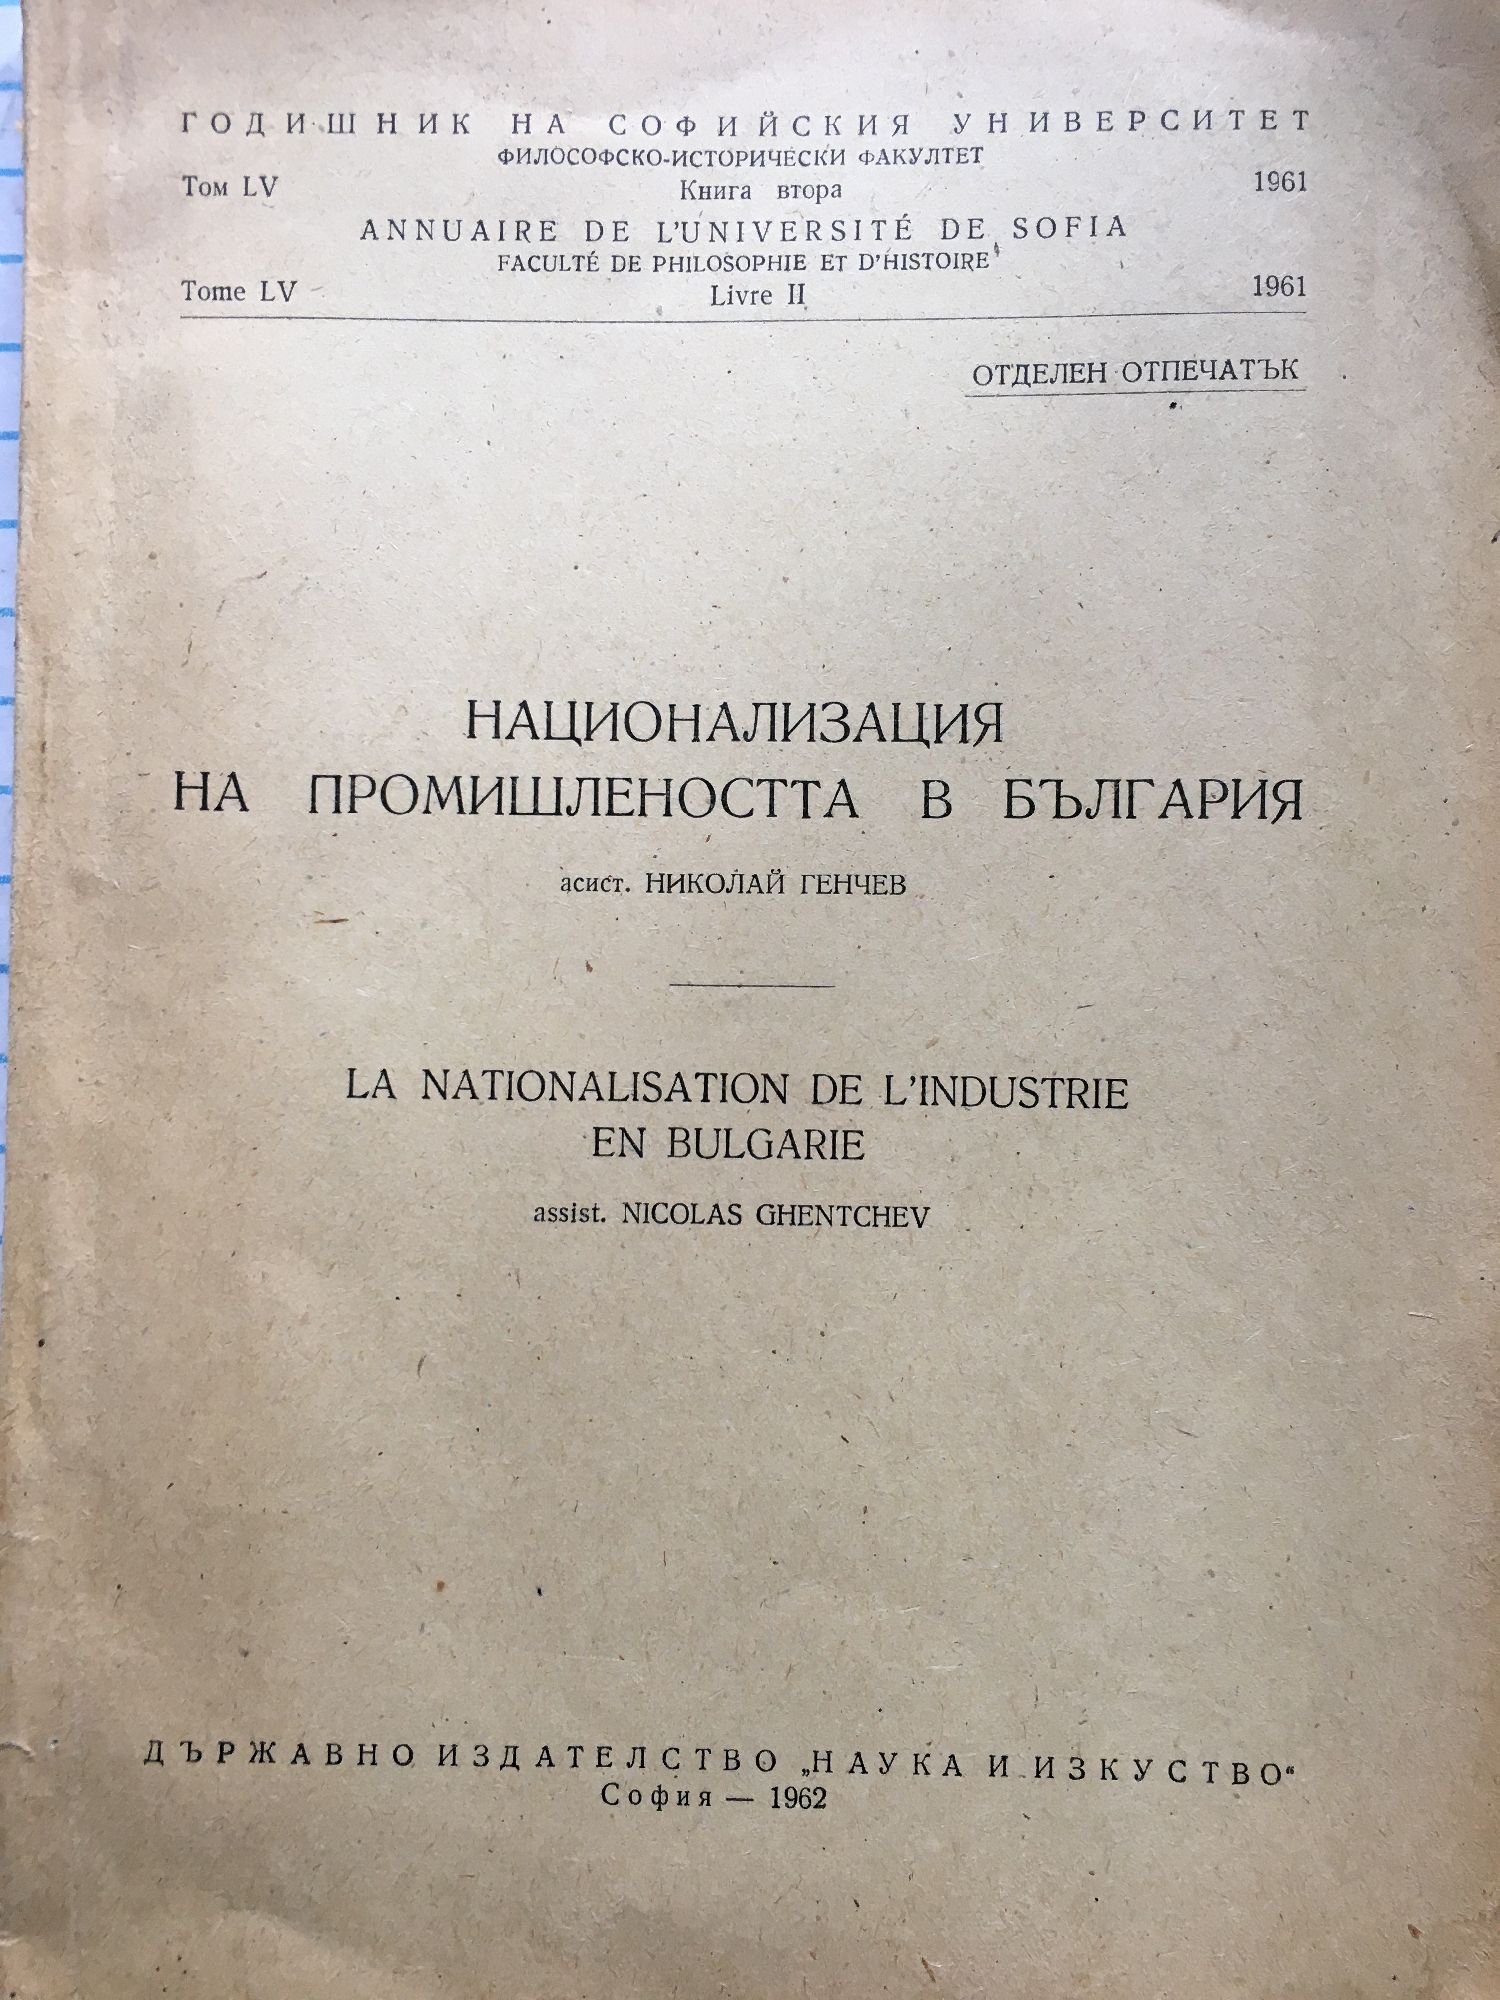 ГОДИШНИК НА СОФИЙСКИЯ УНИВЕРСИТЕТ
ФИЛОСОФСКО-ИСТОРИЧЕСКИ ФАКУЛТЕТ
Том LV Книга втора 1961
ANNUAIRE DE L'UNIVERSITÉ DE SOFIA
FACULTÉ DE PHILOSOPHIE ET D'HISTOIRE
Tome LV Livre II 1961
ОТДЕЛЕН ОТПЕЧАТЪК
НАЦИОНАЛИЗАЦИЯ
НА ПРОМИШЛЕНОСТТА В БЪЛГАРИЯ
асист. НИКОЛАЙ ГЕНЧЕВ
LA NATIONALISATION DE L'INDUSTRIE
EN BULGARIE
assist. NICOLAS GHENTCHEV
ДЪРЖАВНО ИЗДАТЕЛСТВО „НАУКА И ИЗКУСТВО“
София — 1962